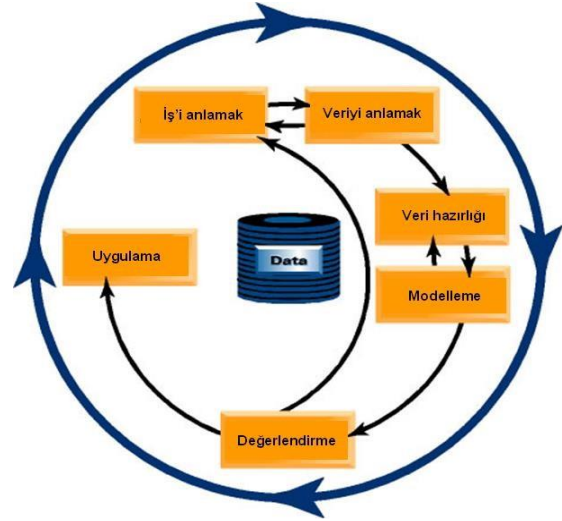 İş'i anlamak
Veriyi anlamak
Veri hazırlığı
Modelleme
Değerlendirme
Uygulama
Data